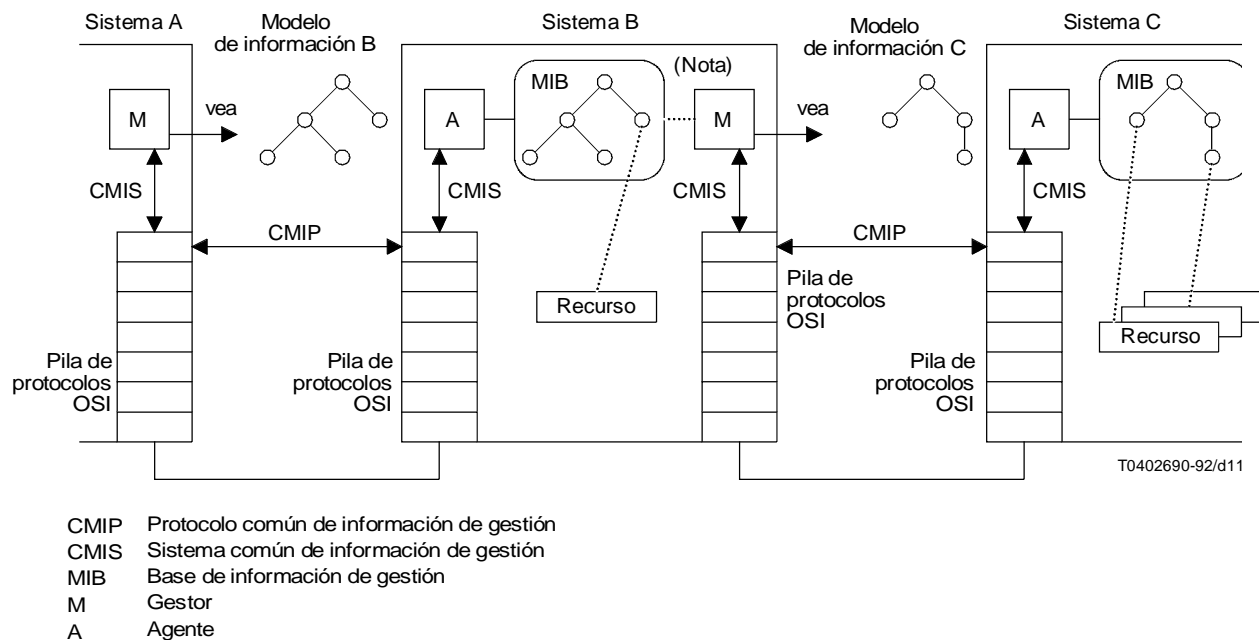 Sistema A
Modelo
de información B
Sistema B
Modelo
de información C
Sistema C
M
vea
A
MIB
(Nota)
M
vea
A
MIB
CMIS
CMIS
CMIS
CMIS
CMIP
CMIP
Recurso
Pila de
protocolos
OSI
Recurso
Pila de
protocolos
OSI
Pila de
protocolos
OSI
Pila de
protocolos
OSI
T0402690-92/d11
CMIP Protocolo común de información de gestión
CMIS Sistema común de información de gestión
MIB Base de información de gestión
M Gestor
A Agente